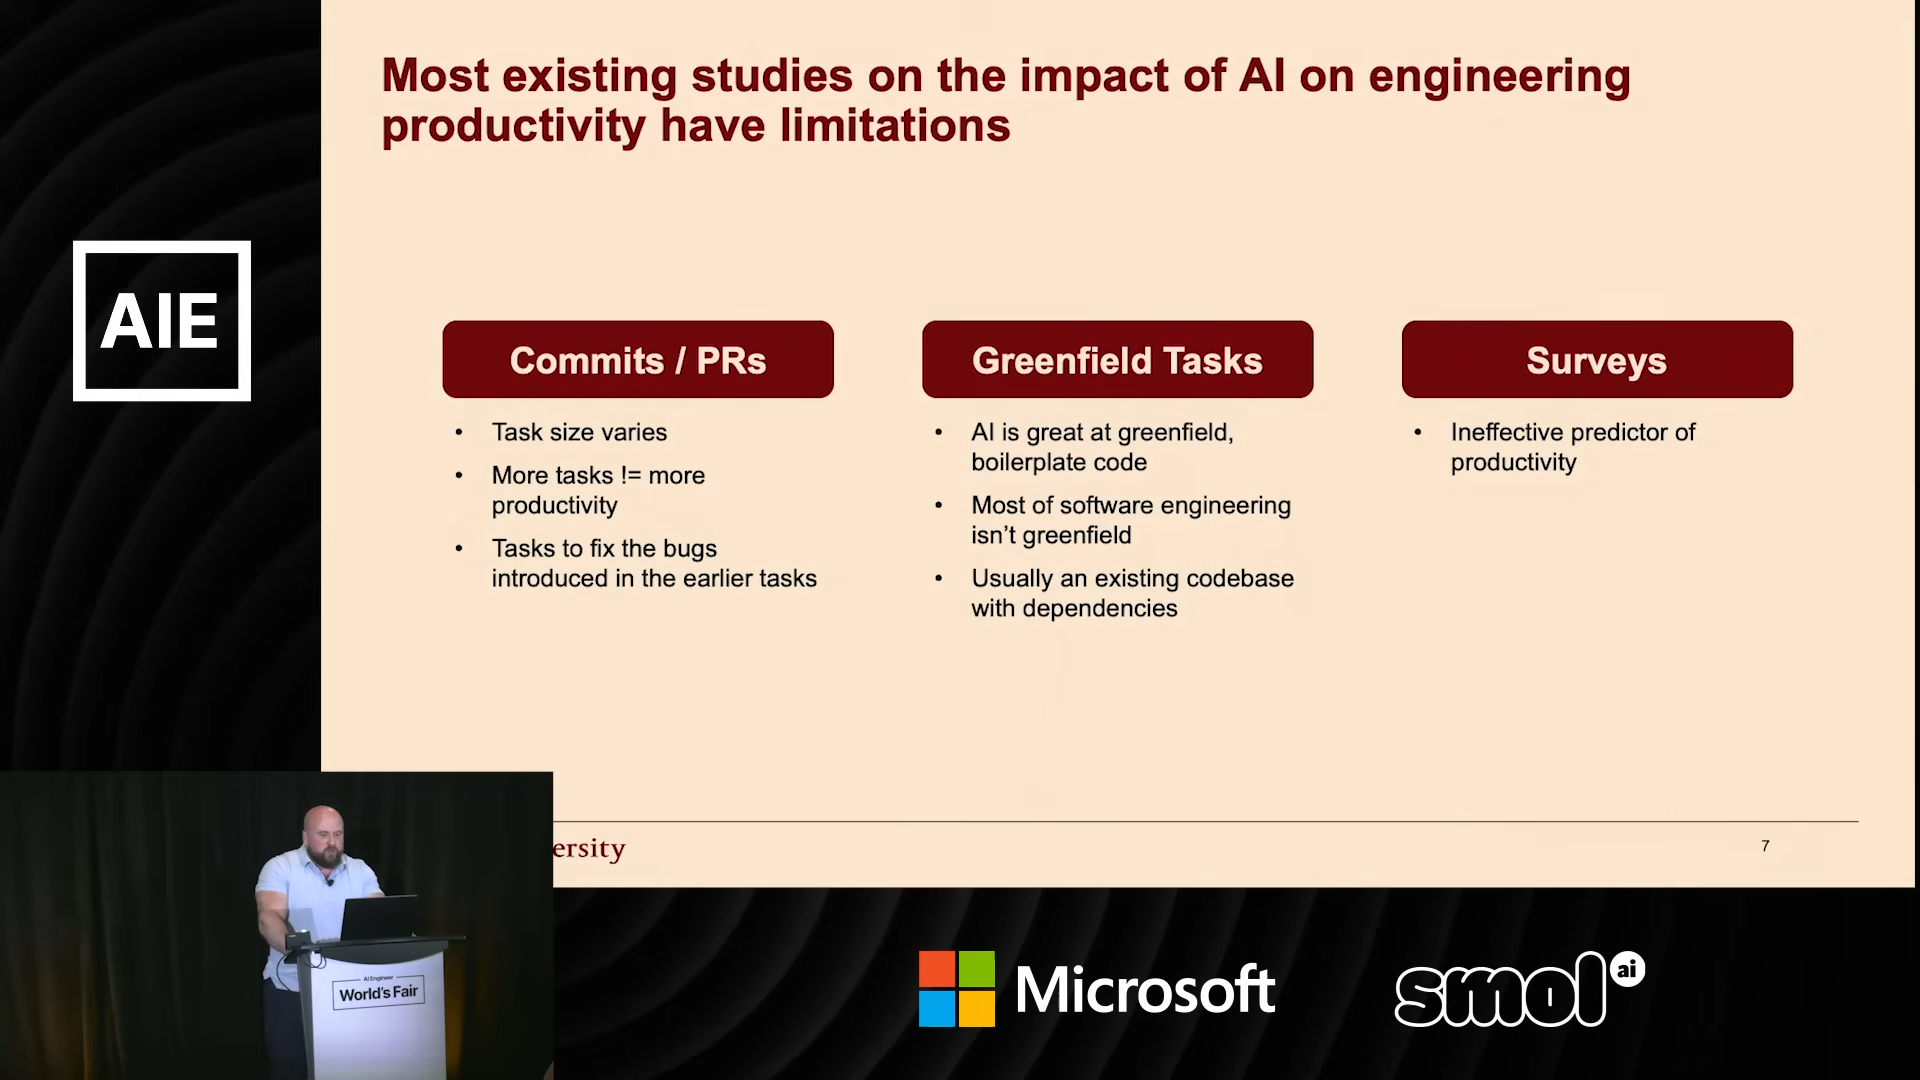 Most existing studies on the impact of AI on engineering
productivity have limitations
AIE
Commits / PRs
• Task size varies
• More tasks != more
productivity
• Tasks to fix the bugs
introduced in the earlier tasks
Greenfield Tasks
• AI is great at greenfield,
boilerplate code
• Most of software engineering
isn’t greenfield
• Usually an existing codebase
with dependencies
Surveys
• Ineffective predictor of
productivity
ersity
7
AI Engineer
World's Fair
Microsoft
smol ai